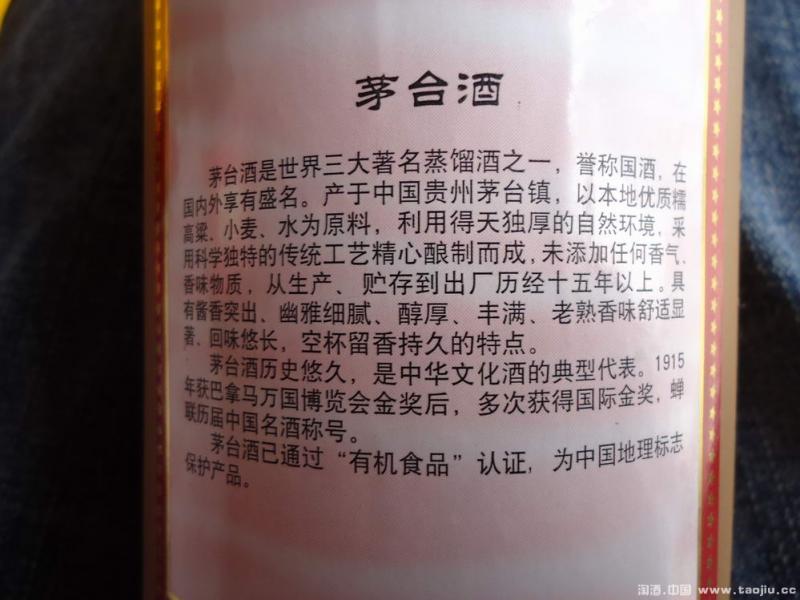 茅台酒
茅台酒是世界三大著名蒸馏酒之一，誉称国酒，在
国内外享有盛名。产于中国贵州茅台镇，以本地优质糯
高粱、小麦、水为原料，利用得天独厚的自然环境，采
用科学独特的传统工艺精心酿制而成，未添加任何香气、
香味物质，从生产、贮存到出厂历经十五年以上。具
有酱香突出、幽雅细腻、醇厚、丰满、老熟香味舒适显
著、回味悠长，空杯留香持久的特点。
茅台酒历史悠久，是中华文化酒的典型代表。1915
年获巴拿马万国博览会金奖后，多次获得国际金奖，蝉
联历届中国名酒称号。
茅台酒已通过“有机食品”认证，为中国地理标志
保护产品。
淘酒.中国 www.taojiu.cc